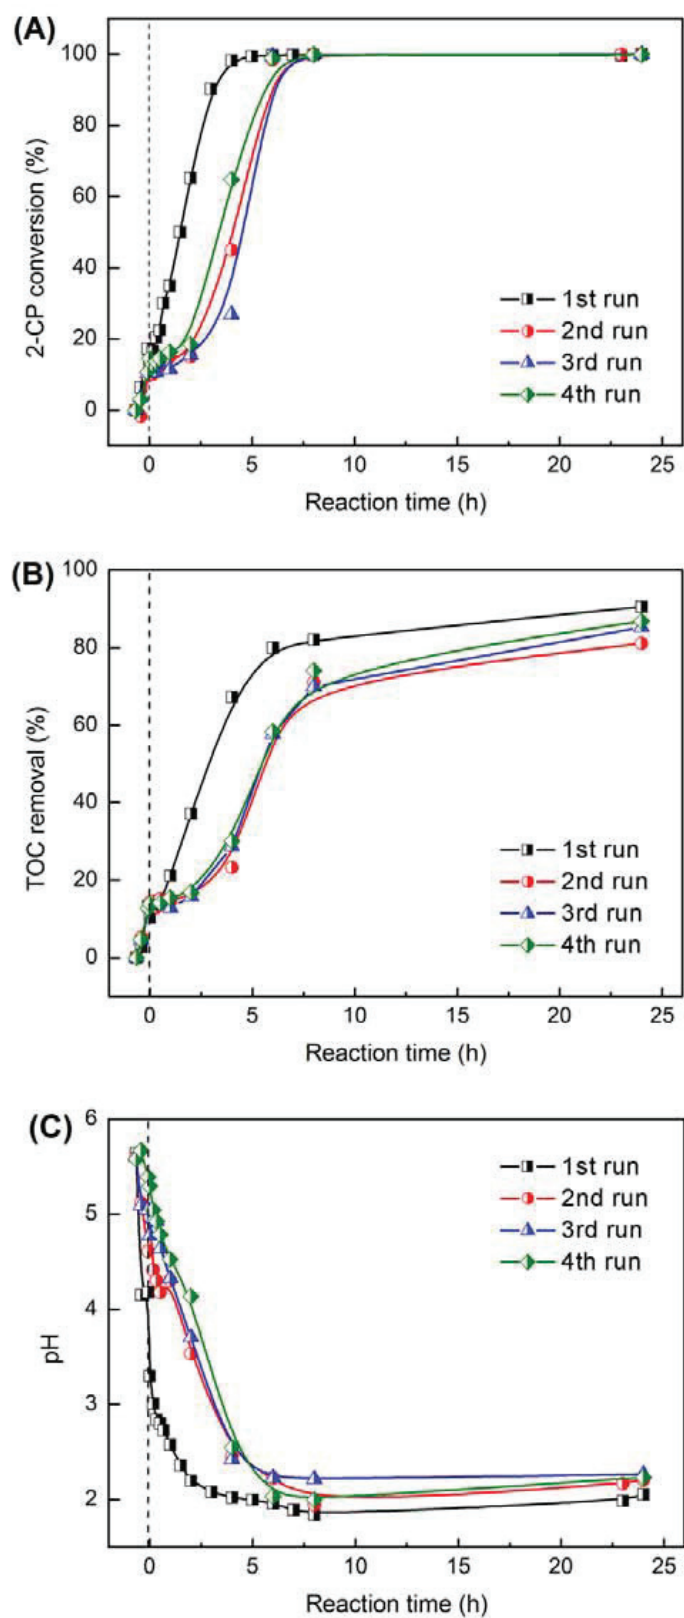 (A)
100
80
60
40
20
0
2-CP conversion (%)
1st run
2nd run
3rd run
4th run
0 5 10 15 20 25
Reaction time (h)
(B)
100
80
60
40
20
0
TOC removal (%)
1st run
2nd run
3rd run
4th run
0 5 10 15 20 25
Reaction time (h)
(C)
6
5
4
3
2
pH
1st run
2nd run
3rd run
4th run
0 5 10 15 20 25
Reaction time (h)